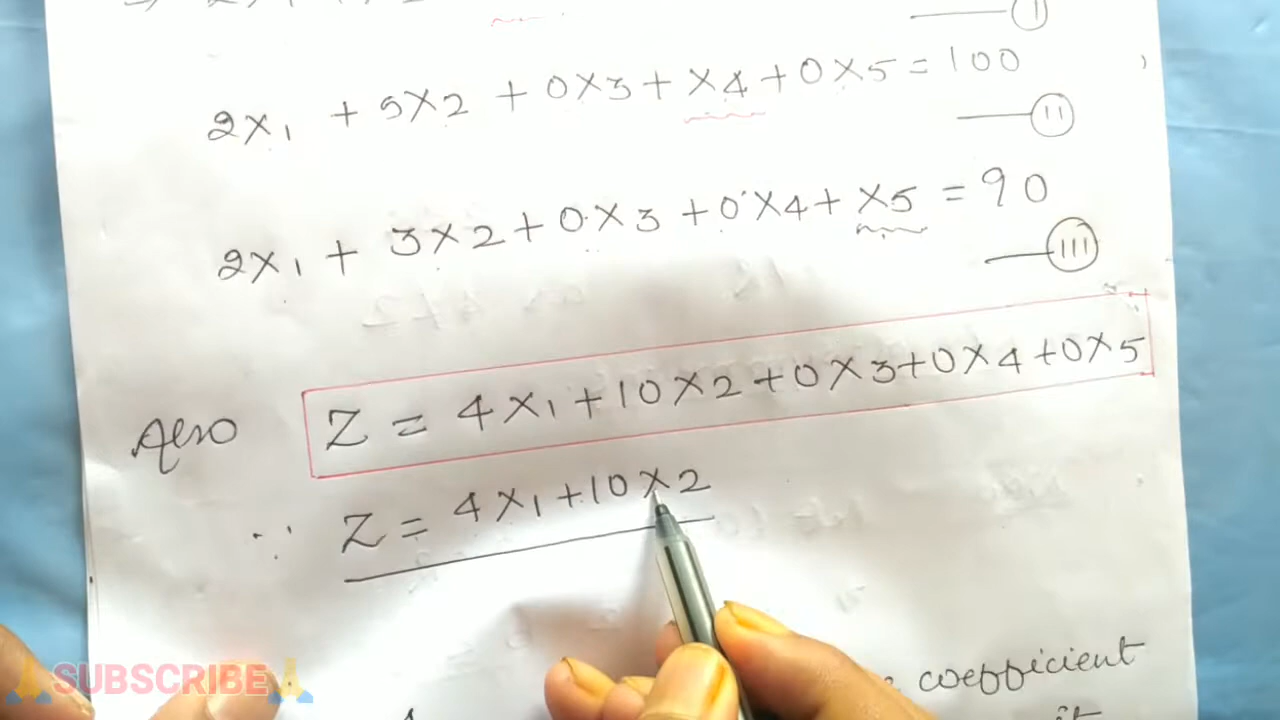 2x1 + 5x2 + 0x3 + x4 + 0x5 = 100
—(II)
2x1 + 3x2 + 0x3 + 0x4 + x5 = 90
—(III)
Also Z = 4x1 + 10x2 + 0x3 + 0x4 + 0x5
∵ Z = 4x1 + 10x2
coefficient
SUBSCRIBE